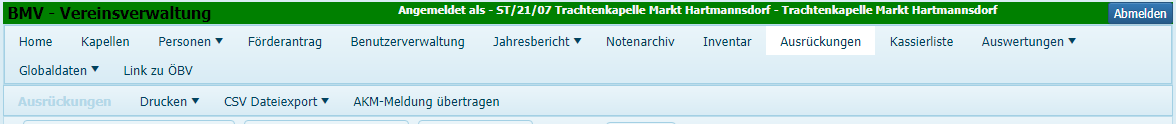 BMV - Vereinsverwaltung Angemeldet als - ST/21/07 Trachtenkapelle Markt Hartmannsdorf - Trachtenkapelle Markt Hartmannsdorf Abmelden
Home Kapellen Personen Förderantrag Benutzerverwaltung Jahresbericht Notenarchiv Inventar Ausrückungen Kassierliste Auswertungen
Globaldaten Link zu ÖBV
Ausrückungen Drucken CSV Dateiexport AKM-Meldung übertragen